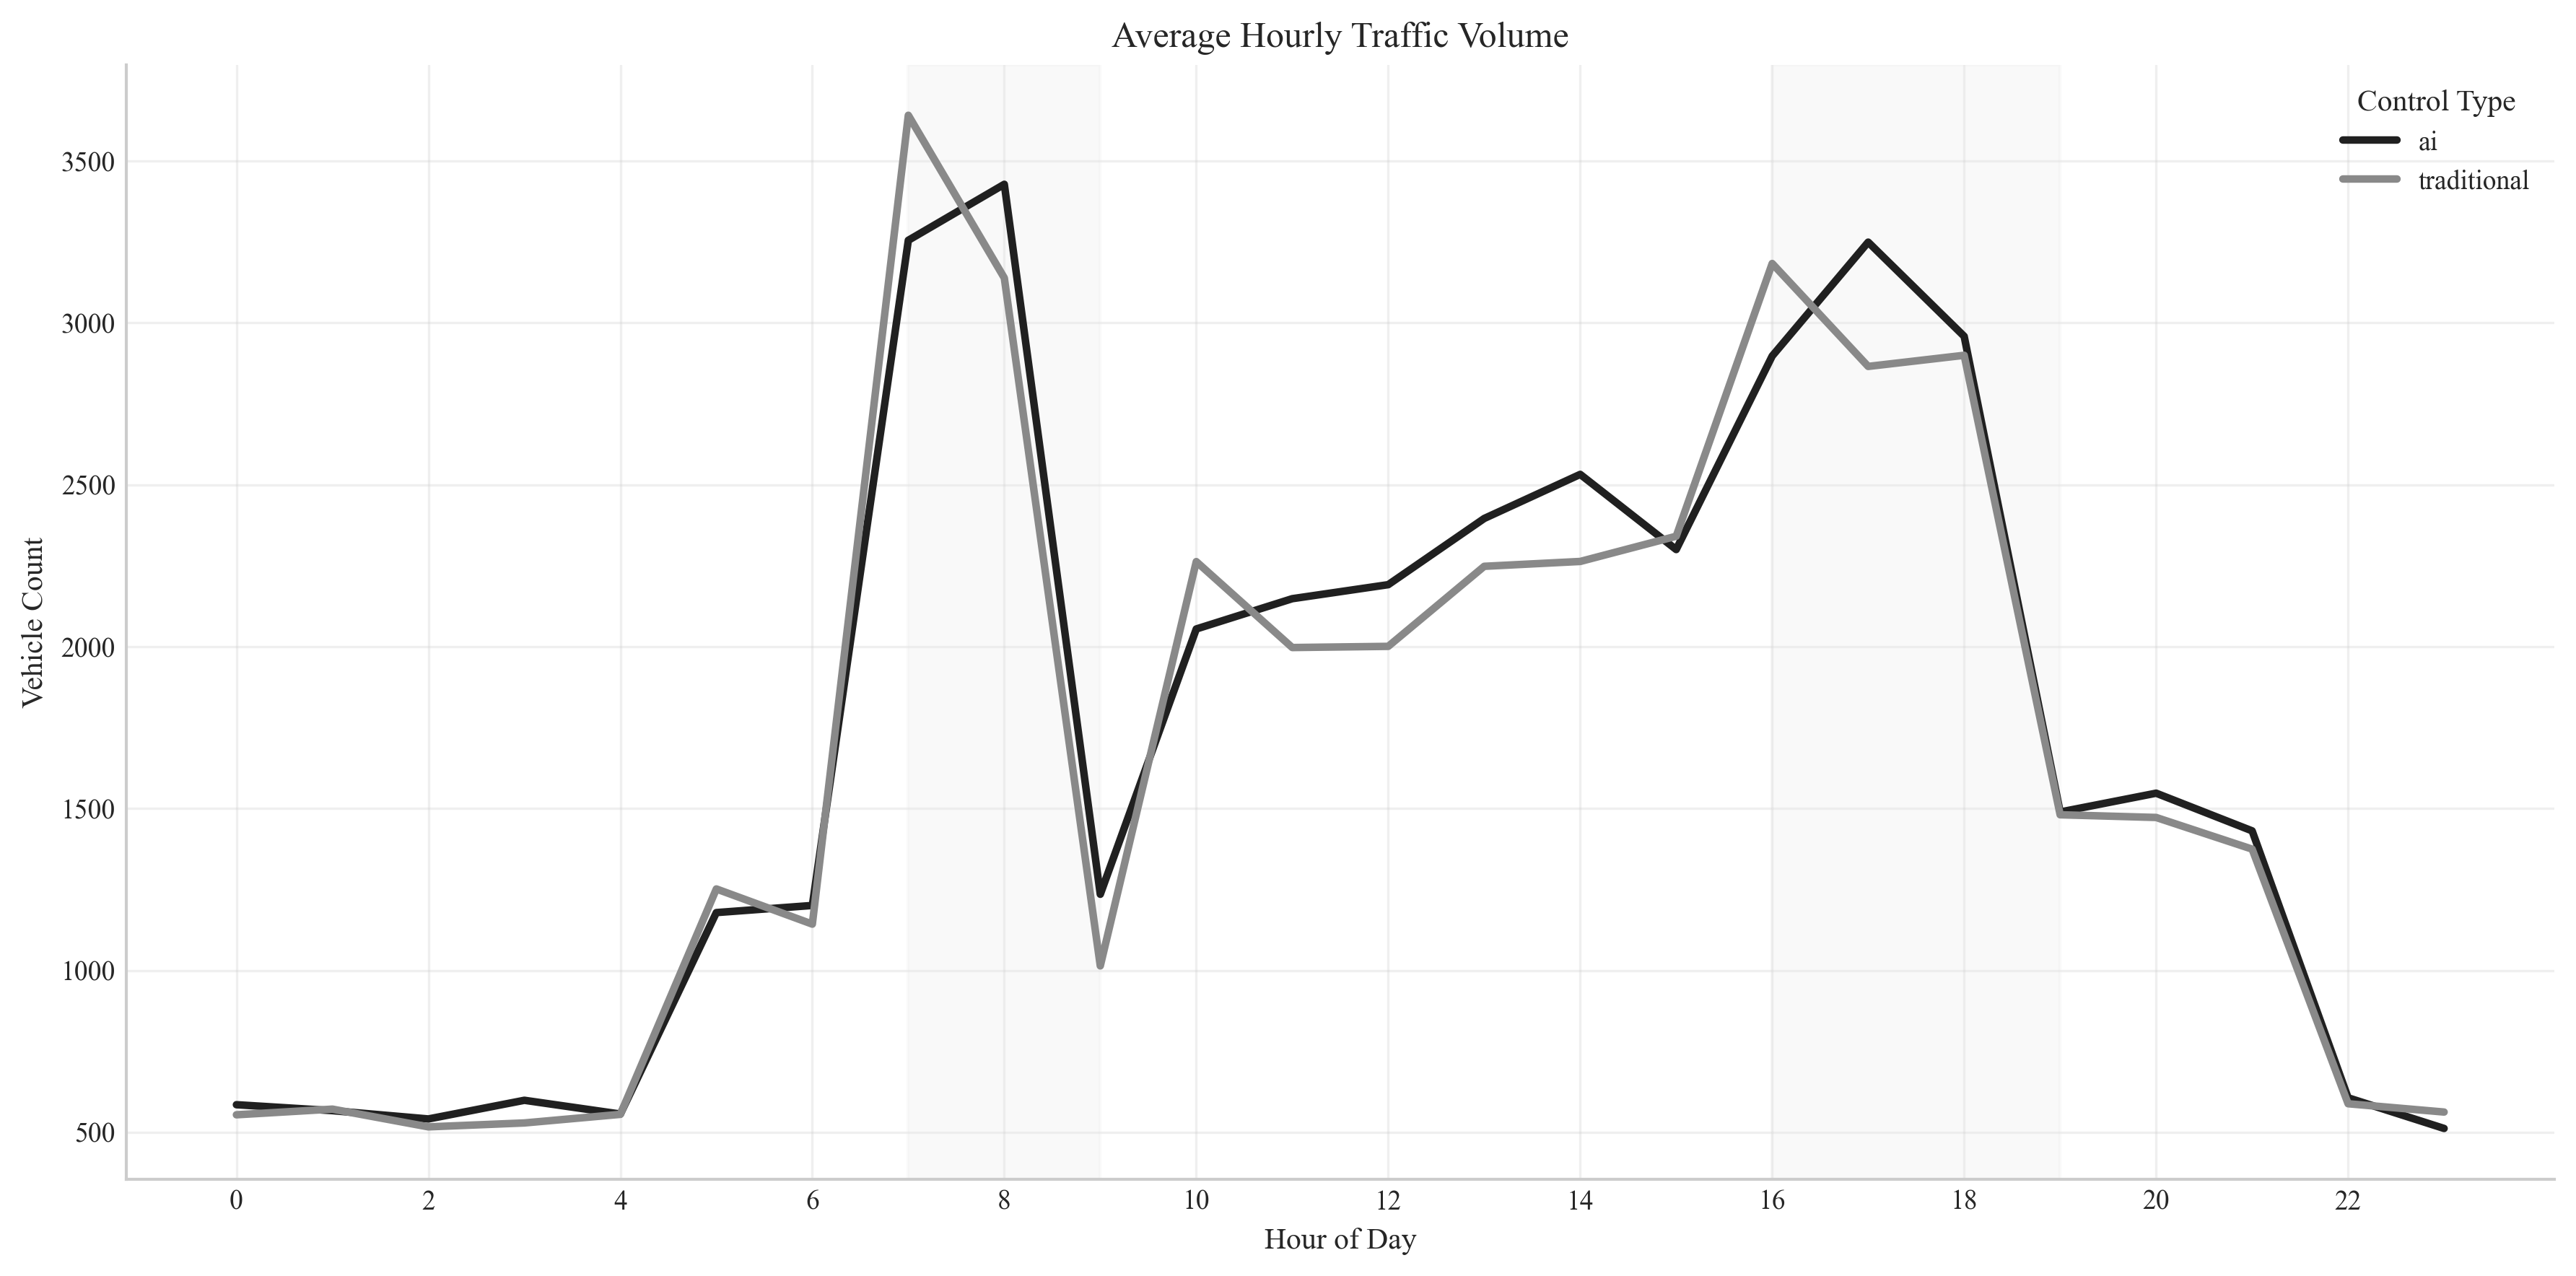 Average Hourly Traffic Volume
Control Type
ai
traditional
Vehicle Count
3500
3000
2500
2000
1500
1000
500
0 2 4 6 8 10 12 14 16 18 20 22
Hour of Day